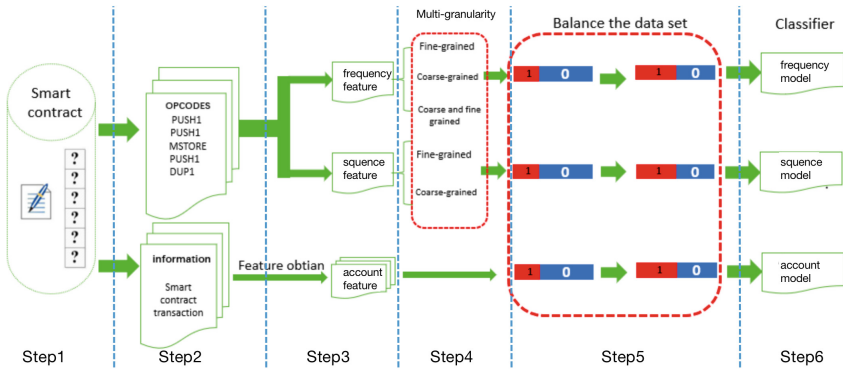 Multi-granularity
Balance the data set
Classifier
Smart
contract
?
?
?
?
?
?
OPCODES
PUSH1
PUSH1
MSTORE
PUSH1
DUP1
information
Smart
contract
transaction
Feature obtian
frequency
feature
squence
feature
account
feature
Fine-grained
Coarse-grained
Coarse and fine
grained
Fine-grained
Coarse-grained
1 0 1 0
1 0 1 0
1 0 1 0
frequency
model
squence
model
account
model
Step1 Step2 Step3 Step4 Step5 Step6